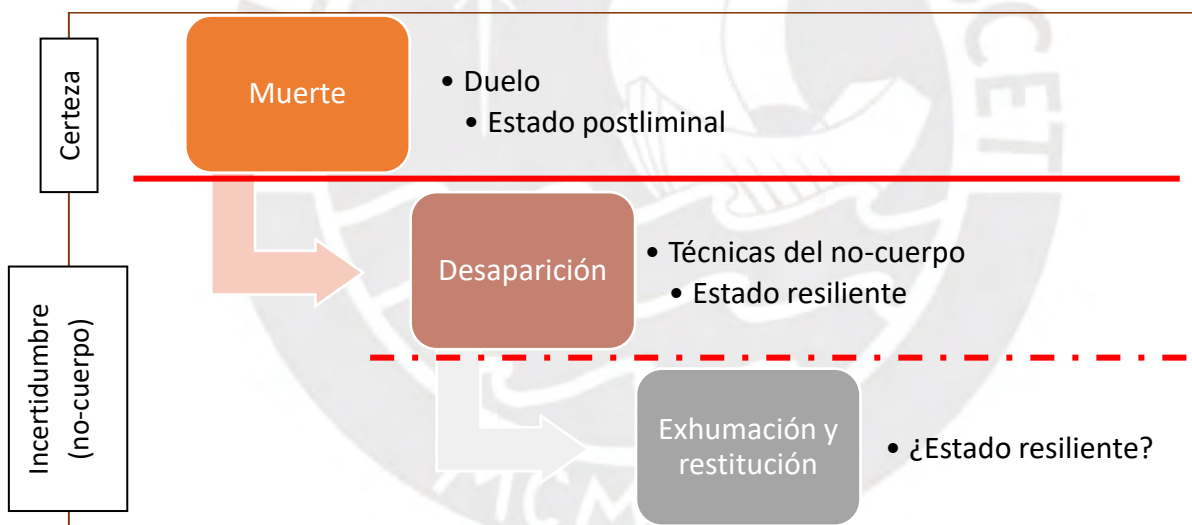 Certeza
Muerte
• Duelo
• Estado postliminal
Incertidumbre
(no-cuerpo)
Desaparición
• Técnicas del no-cuerpo
• Estado resiliente
Exhumación y
restitución
• ¿Estado resiliente?